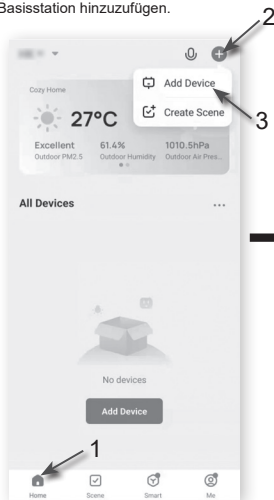 Basisstation hinzuzufügen.
2
Add Device
Create Scene
3
Cozy Home
27°C
Excellent 61.4% 1010.5hPa
Outdoor PM2.5 Outdoor Humidity Outdoor Air Pres...
All Devices ...
No devices
Add Device
1
Home Scene Smart Me